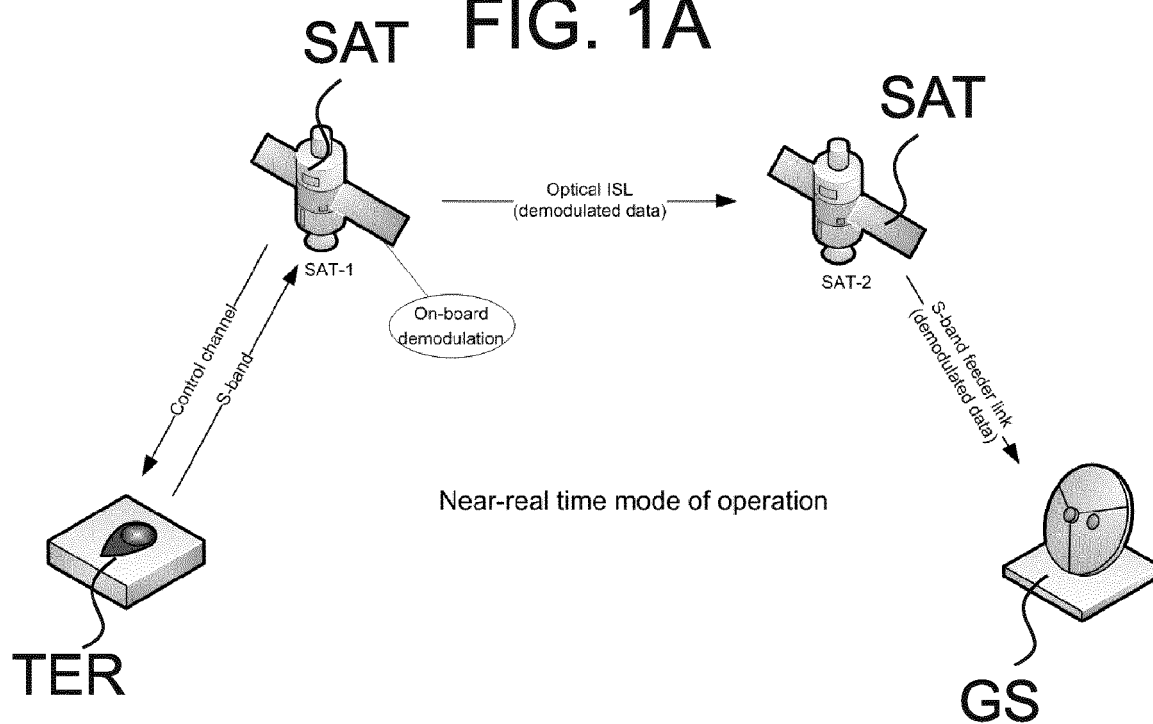 FIG. 1A
SAT
SAT
Optical ISL
(demodulated data)
SAT-1
SAT-2
On-board
demodulation
Control channel
S-band
S-band feeder link
(demodulated data)
Near-real time mode of operation
TER
GS